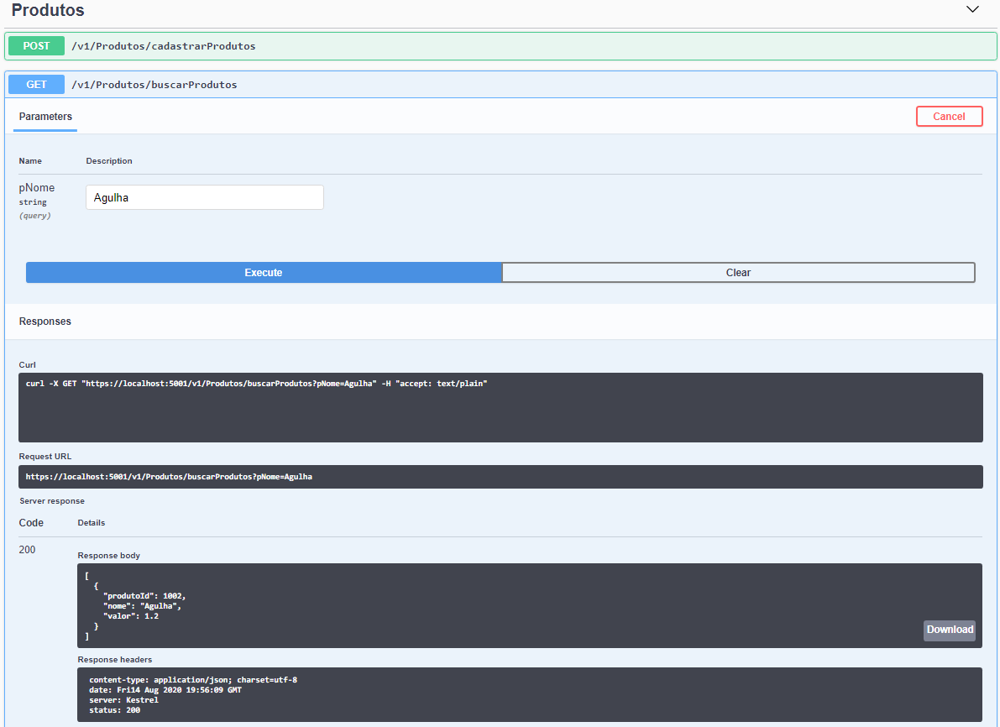 Produtos
POST /v1/Produtos/cadastrarProdutos
GET /v1/Produtos/buscarProdutos
Parameters
Cancel
Name Description
pNome
string
(query)
Agulha
Execute Clear
Responses
Curl
curl -X GET "https://localhost:5001/v1/Produtos/buscarProdutos?pNome=Agulha" -H "accept: text/plain"
Request URL
https://localhost:5001/v1/Produtos/buscarProdutos?pNome=Agulha
Server response
Code Details
200
Response body
[
  {
    "produtoId": 1002,
    "nome": "Agulha",
    "valor": 1.2
  }
]
Download
Response headers
content-type: application/json; charset=utf-8
date: Fri14 Aug 2020 19:56:09 GMT
server: Kestrel
status: 200